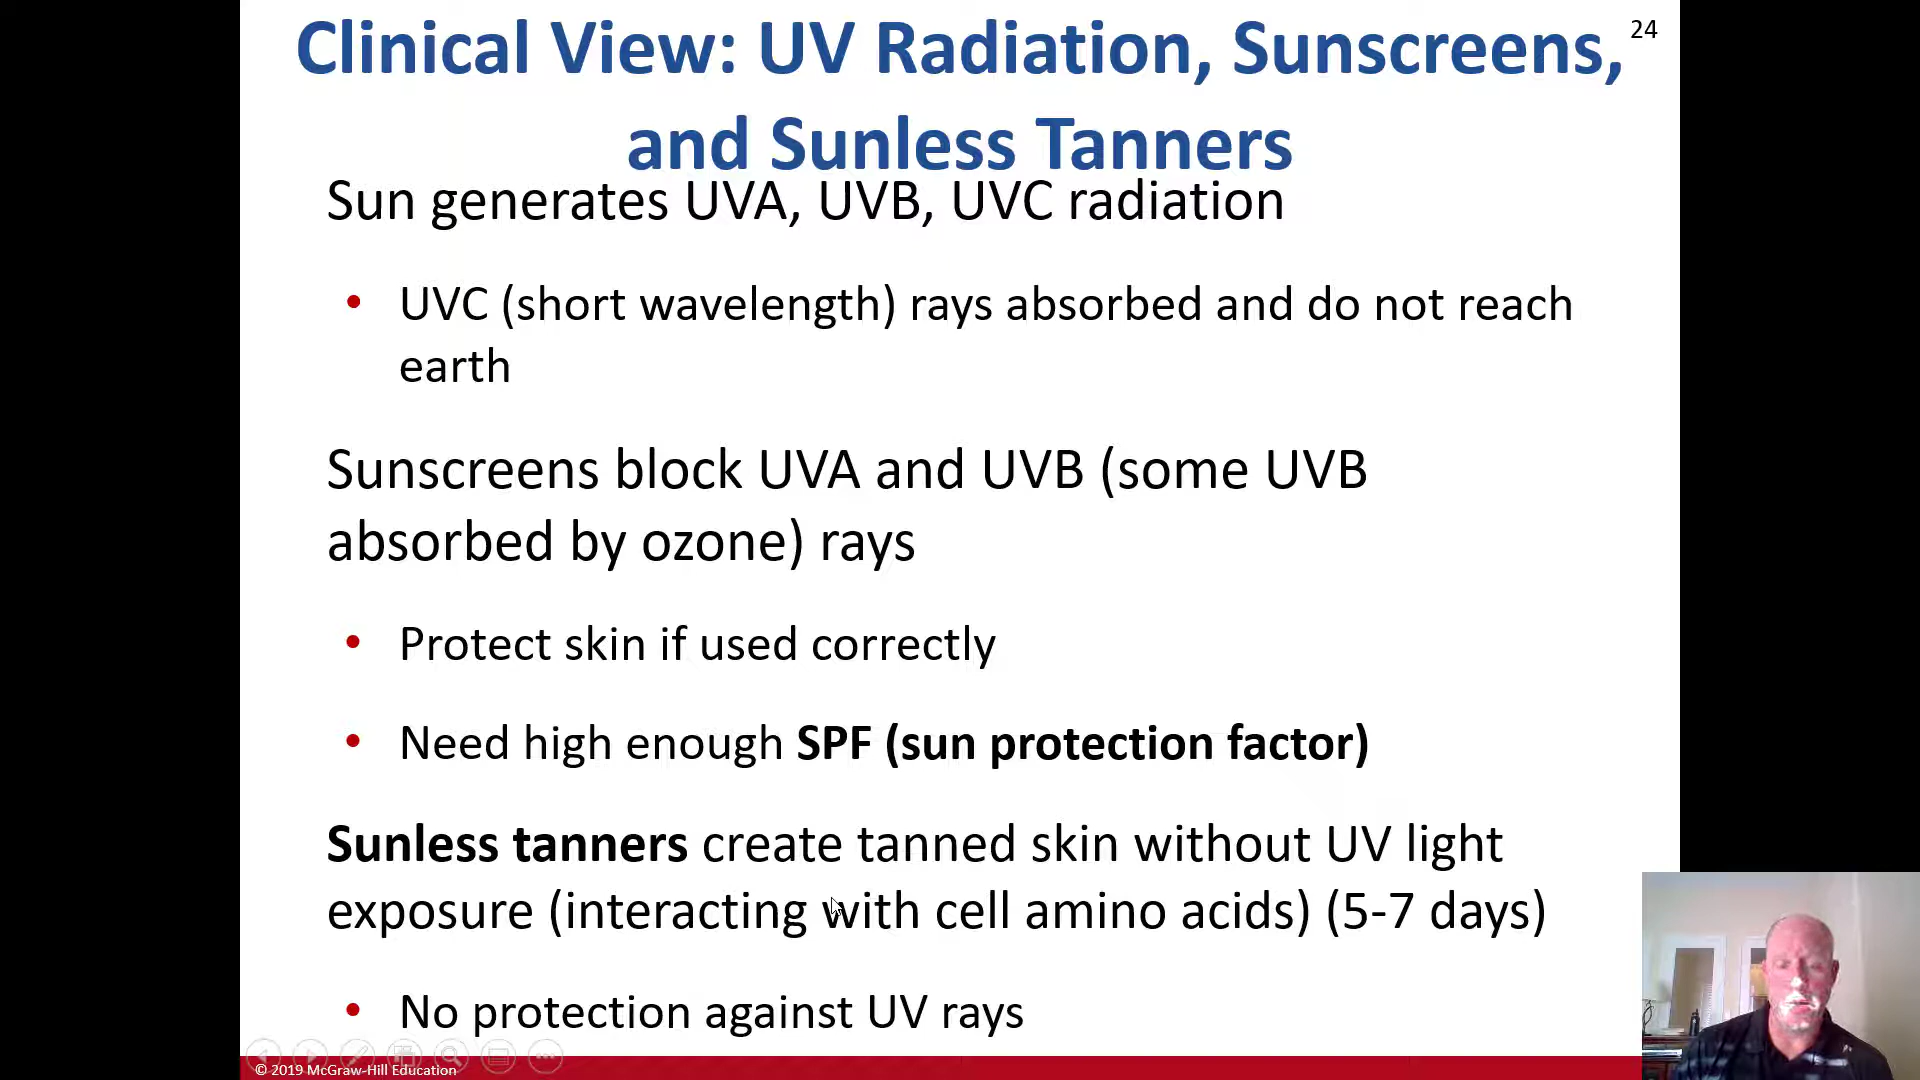 Clinical View: UV Radiation, Sunscreens,
24
and Sunless Tanners
Sun generates UVA, UVB, UVC radiation
• UVC (short wavelength) rays absorbed and do not reach
earth
Sunscreens block UVA and UVB (some UVB
absorbed by ozone) rays
• Protect skin if used correctly
• Need high enough SPF (sun protection factor)
Sunless tanners create tanned skin without UV light
exposure (interacting with cell amino acids) (5-7 days)
• No protection against UV rays
© 2019 McGraw-Hill Education